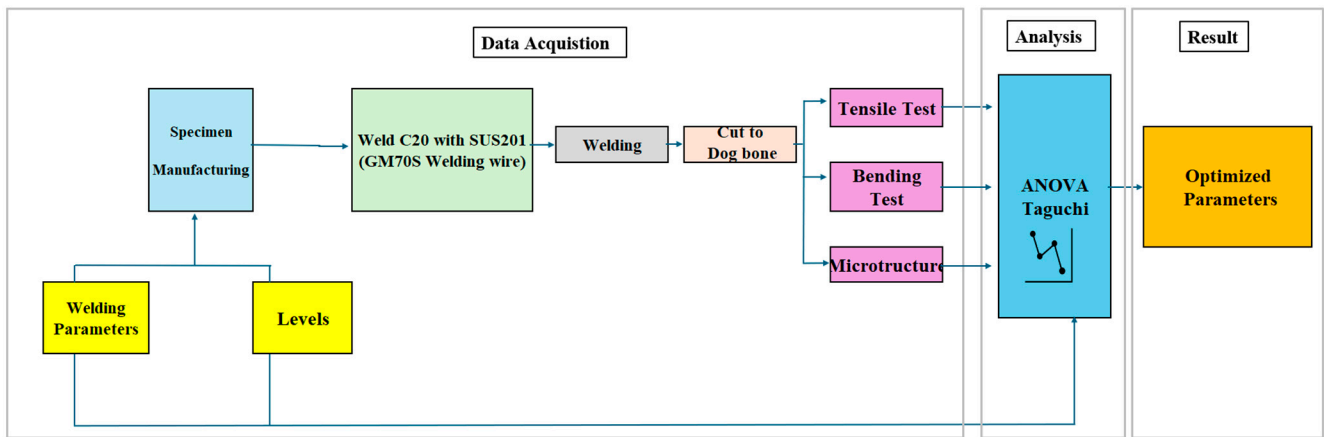 Data Acquistion
Specimen
Manufacturing
Weld C20 with SUS201
(GM70S Welding wire)
Welding
Cut to
Dog bone
Tensile Test
Bending
Test
Microtructure
Welding
Parameters
Levels
Analysis
ANOVA
Taguchi
Result
Optimized
Parameters